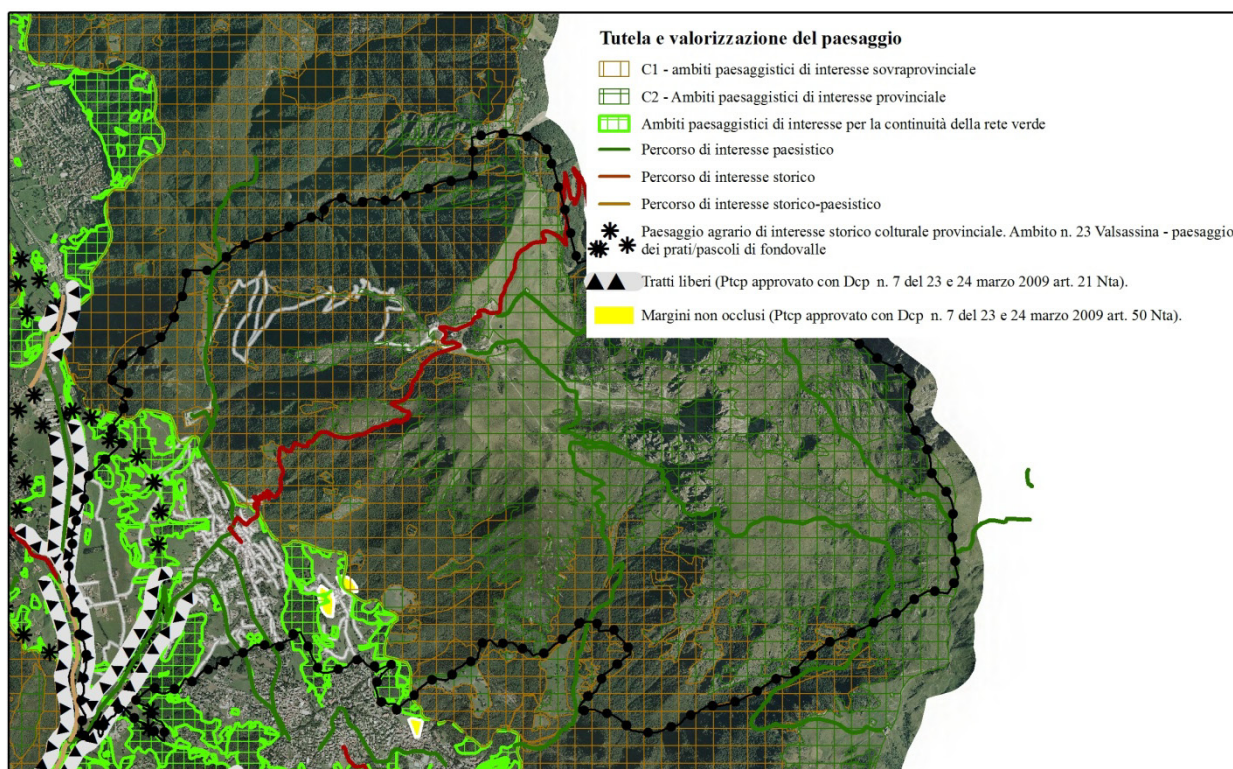 Tutela e valorizzazione del paesaggio
C1 - ambiti paesaggistici di interesse sovraprovinciale
C2 - Ambiti paesaggistici di interesse provinciale
Ambiti paesaggistici di interesse per la continuità della rete verde
Percorso di interesse paesistico
Percorso di interesse storico
Percorso di interesse storico-paesistico
Paesaggio agrario di interesse storico colturale provinciale. Ambito n. 23 Valsassina - paesaggio
dei prati/pascoli di fondovalle
Tratti liberi (Ptcp approvato con Dcp n. 7 del 23 e 24 marzo 2009 art. 21 Nta).
Margini non occlusi (Ptcp approvato con Dcp n. 7 del 23 e 24 marzo 2009 art. 50 Nta).